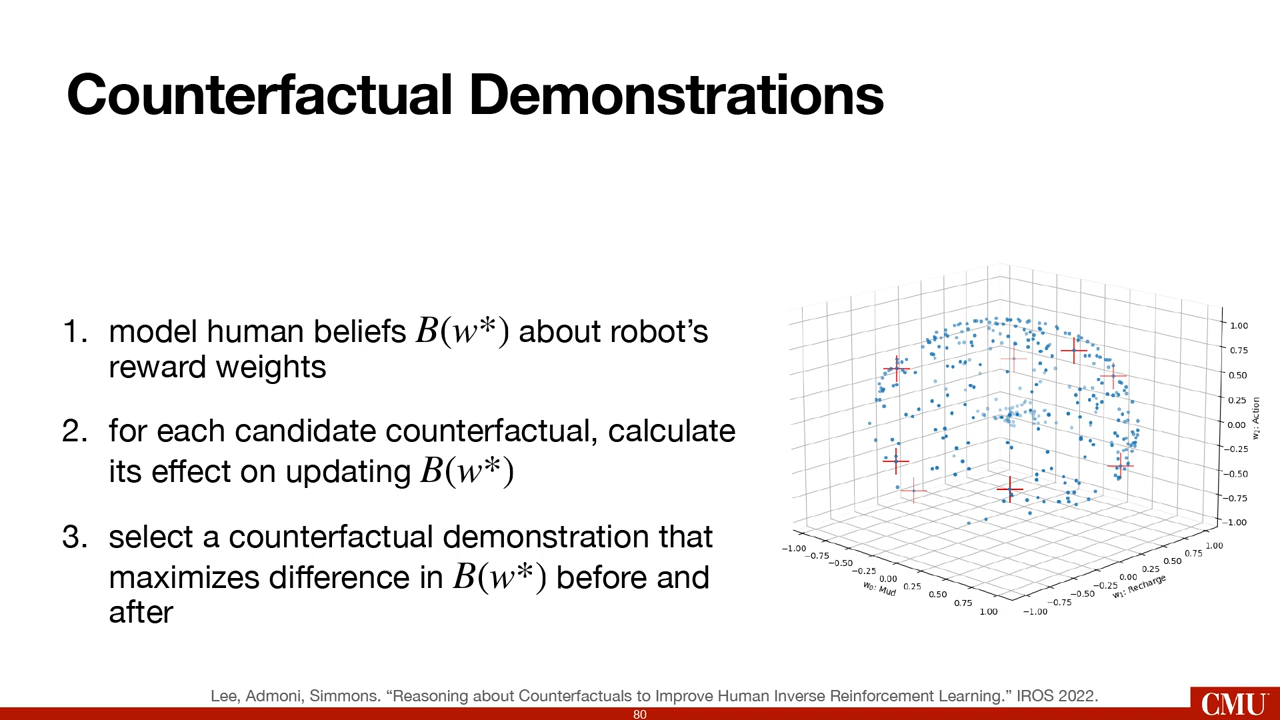 Counterfactual Demonstrations
1. model human beliefs B(w*) about robot's
reward weights
2. for each candidate counterfactual, calculate
its effect on updating B(w*)
3. select a counterfactual demonstration that
maximizes difference in B(w*) before and
after
1.00
0.75
0.50
0.25
0.00
−0.25
−0.50
−0.75
−1.00
w₂: Action
−1.00
−0.75
−0.50
−0.25
0.00
0.25
0.50
0.75
1.00
w₀: Mud
−1.00
−0.75
−0.50
−0.25
0.00
0.25
0.50
0.75
1.00
w₁: Recharge
Lee, Admoni, Simmons. “Reasoning about Counterfactuals to Improve Human Inverse Reinforcement Learning.” IROS 2022.
80
CMU